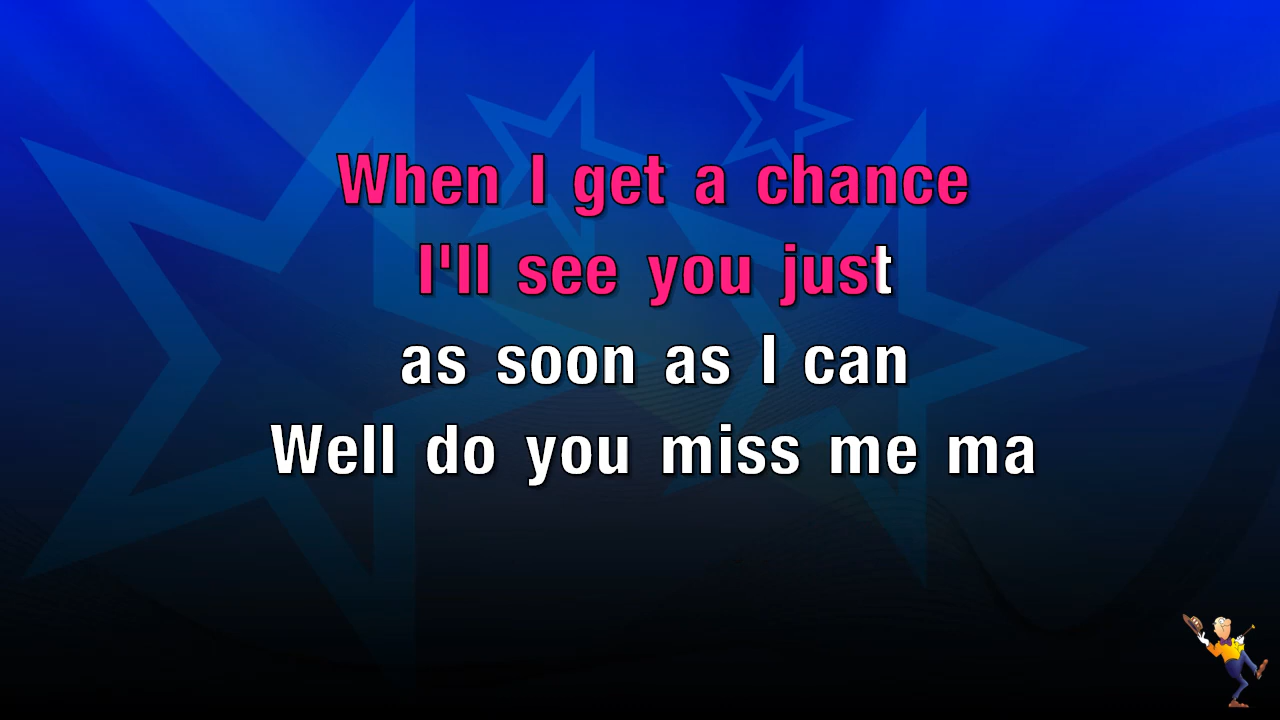 When I get a chance
I'll see you just
as soon as I can
Well do you miss me ma